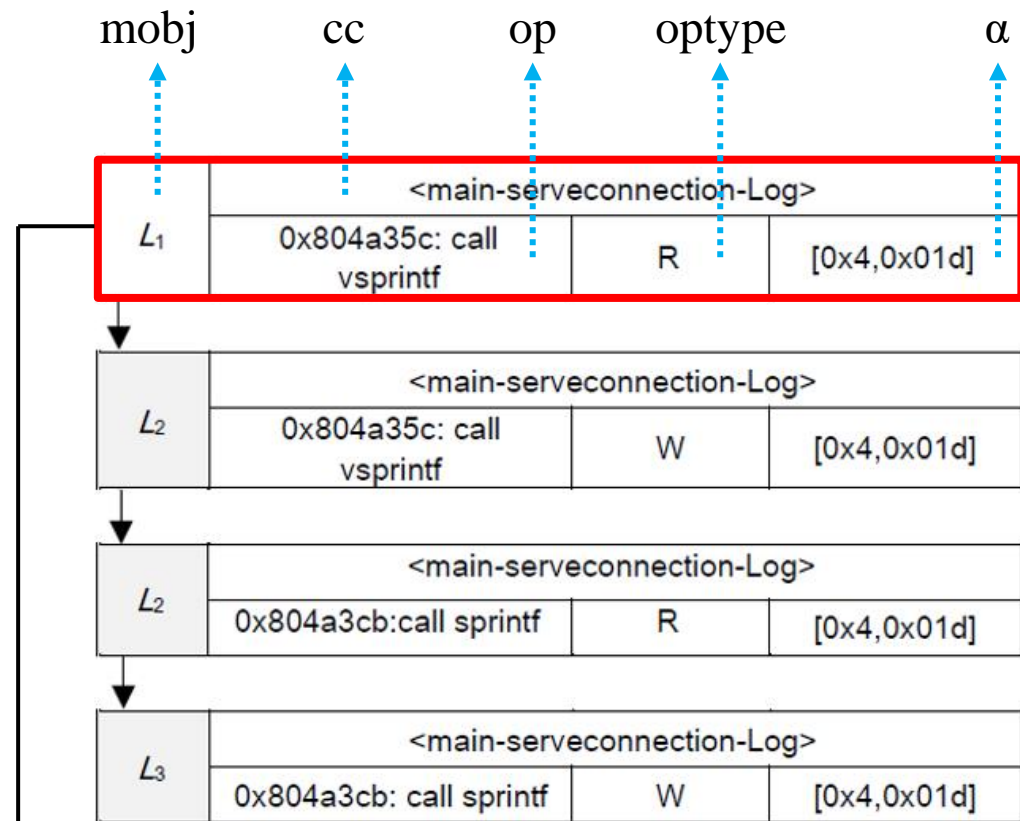 mobj cc op optype α
<main-serveconnection-Log>
L1 0x804a35c: call vsprintf R [0x4,0x01d]
<main-serveconnection-Log>
L2 0x804a35c: call vsprintf W [0x4,0x01d]
<main-serveconnection-Log>
L2 0x804a3cb:call sprintf R [0x4,0x01d]
<main-serveconnection-Log>
L3 0x804a3cb: call sprintf W [0x4,0x01d]